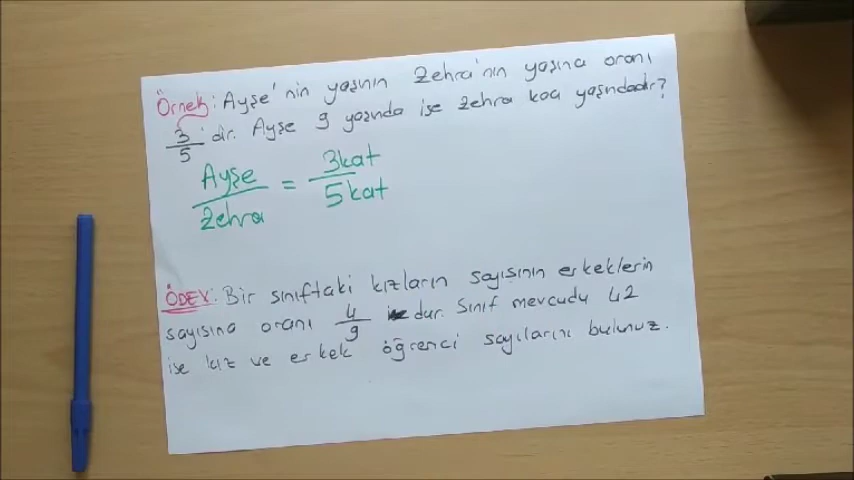 Örnek: Ayşe'nin yaşının Zehra'nın yaşına oranı
3/5 'dir. Ayşe 9 yaşında ise Zehra kaç yaşındadır?
Ayşe/Zehra = 3kat/5kat
ÖDEV: Bir sınıftaki kızların sayısının erkeklerin
sayısına oranı 4/9 dur. Sınıf mevcudu 42
ise kız ve erkek öğrenci sayılarını bulunuz.